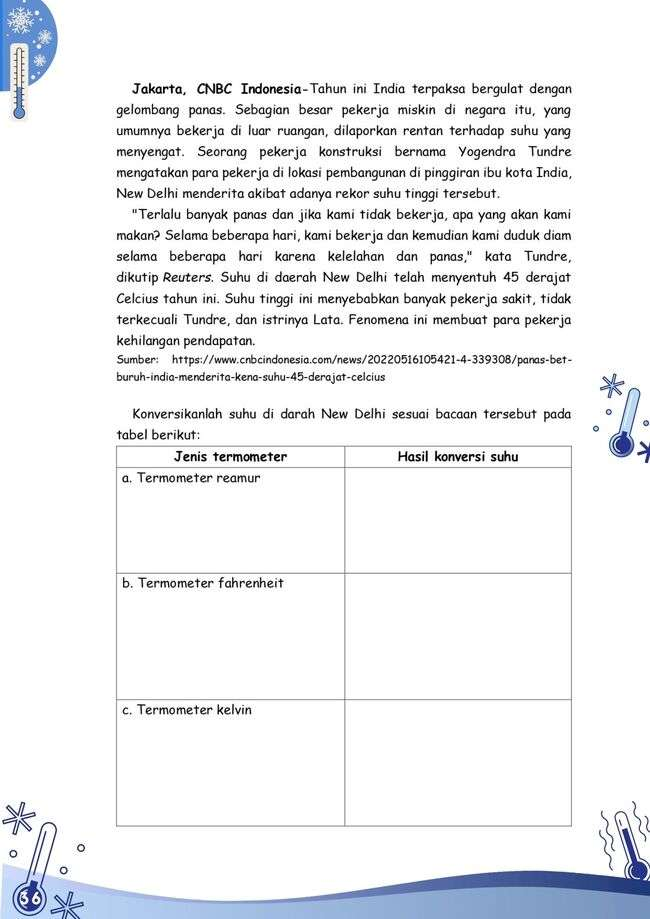 Jakarta, CNBC Indonesia-Tahun ini India terpaksa bergulat dengan
gelombang panas. Sebagian besar pekerja miskin di negara itu, yang
umumnya bekerja di luar ruangan, dilaporkan rentan terhadap suhu yang
menyengat. Seorang pekerja konstruksi bernama Yogendra Tundre
mengatakan para pekerja di lokasi pembangunan di pinggiran ibu kota India,
New Delhi menderita akibat adanya rekor suhu tinggi tersebut.
"Terlalu banyak panas dan jika kami tidak bekerja, apa yang akan kami
makan? Selama beberapa hari, kami bekerja dan kemudian kami duduk diam
selama beberapa hari karena kelelahan dan panas," kata Tundre,
dikutip Reuters. Suhu di daerah New Delhi telah menyentuh 45 derajat
Celcius tahun ini. Suhu tinggi ini menyebabkan banyak pekerja sakit, tidak
terkecuali Tundre, dan istrinya Lata. Fenomena ini membuat para pekerja
kehilangan pendapatan.
Sumber: https://www.cnbcindonesia.com/news/20220516105421-4-339308/panas-bet-
buruh-india-menderita-kena-suhu-45-derajat-celcius
Konversikanlah suhu di darah New Delhi sesuai bacaan tersebut pada
tabel berikut:
Jenis termometer Hasil konversi suhu
a. Termometer reamur
b. Termometer fahrenheit
c. Termometer kelvin
36